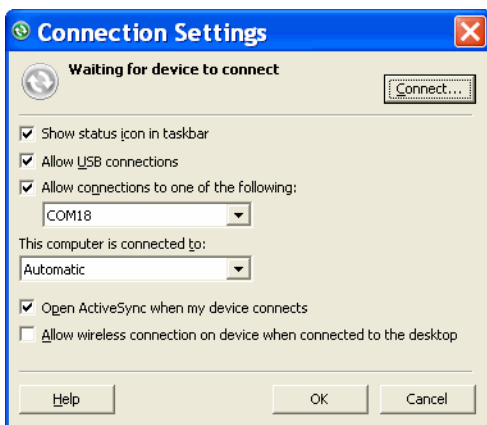 Connection Settings
Waiting for device to connect
Connect...
Show status icon in taskbar
Allow USB connections
Allow connections to one of the following:
COM18
This computer is connected to:
Automatic
Open ActiveSync when my device connects
Allow wireless connection on device when connected to the desktop
Help OK Cancel